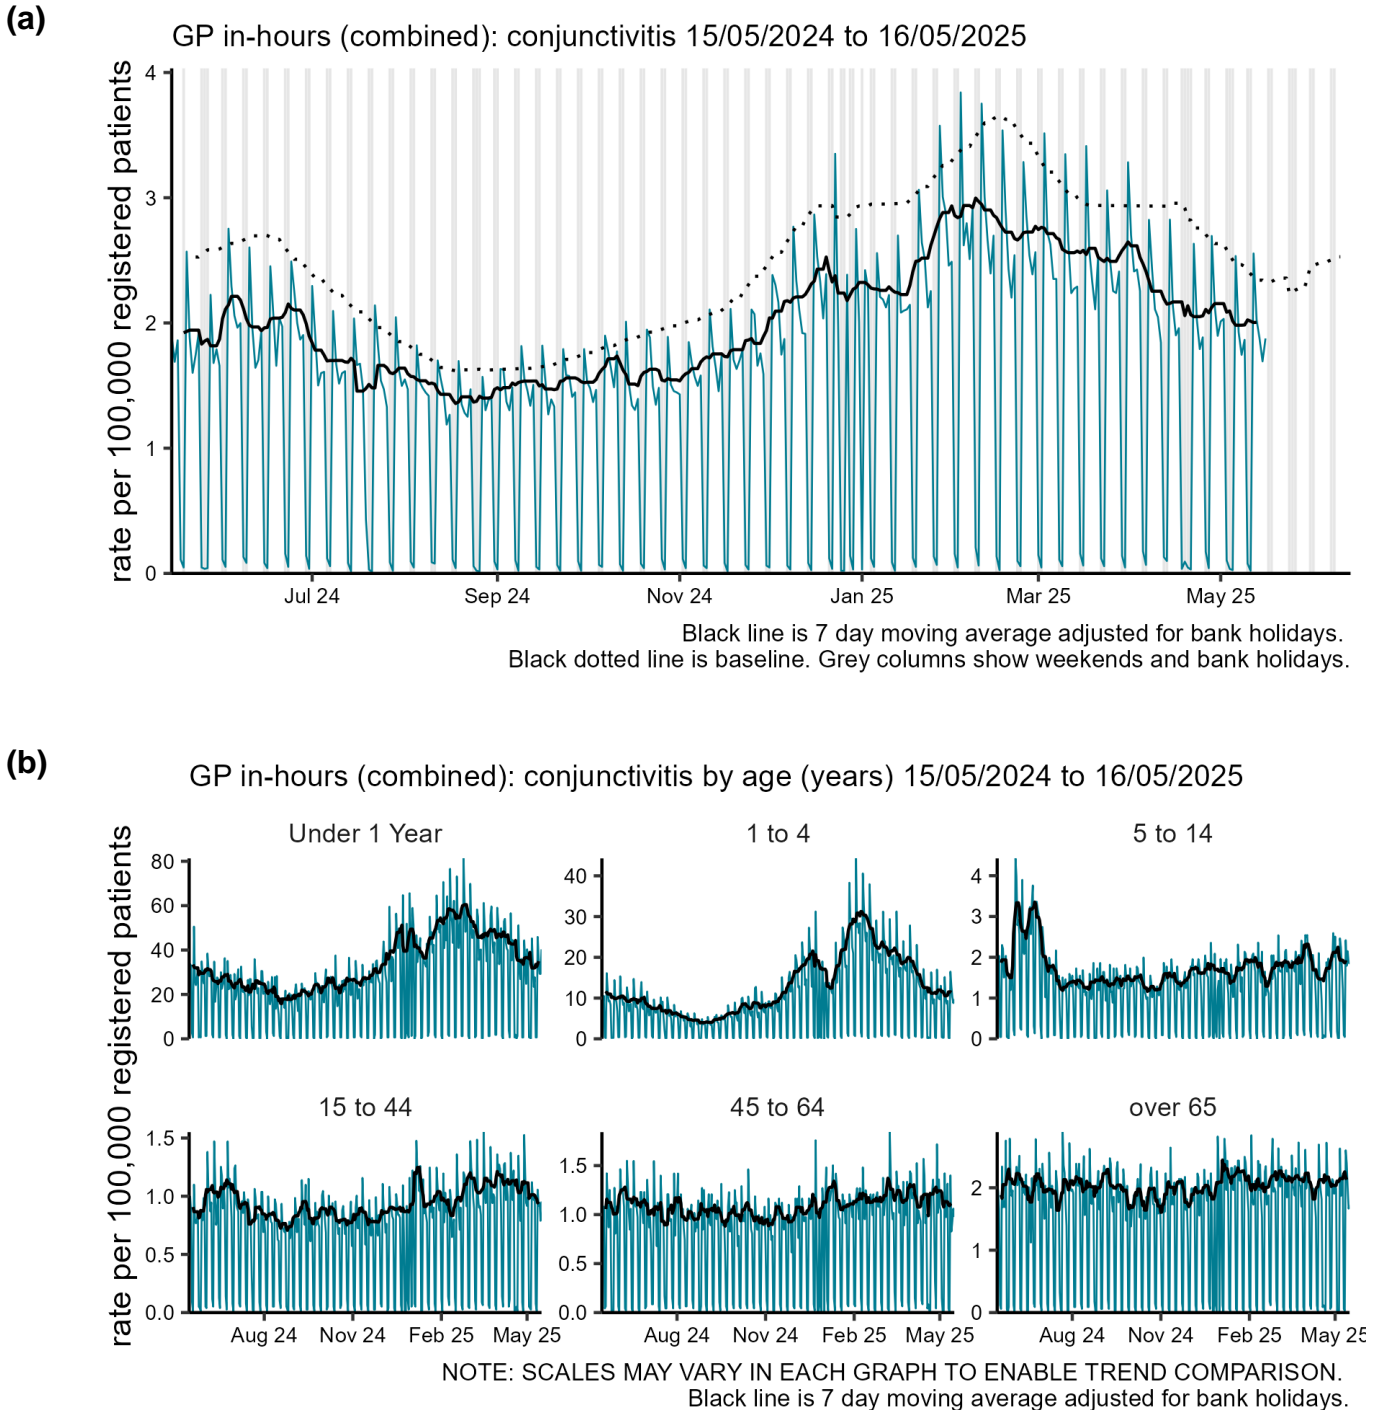 (a)
GP in-hours (combined): conjunctivitis 15/05/2024 to 16/05/2025
rate per 100,000 registered patients
4
3
2
1
0
Jul 24
Sep 24
Nov 24
Jan 25
Mar 25
May 25
Black line is 7 day moving average adjusted for bank holidays.
Black dotted line is baseline. Grey columns show weekends and bank holidays.
(b)
GP in-hours (combined): conjunctivitis by age (years) 15/05/2024 to 16/05/2025
rate per 100,000 registered patients
Under 1 Year
80
60
40
20
0
1 to 4
40
30
20
10
0
5 to 14
4
3
2
1
0
15 to 44
1.5
1.0
0.5
0.0
Aug 24
Nov 24
Feb 25
May 25
45 to 64
1.5
1.0
0.5
0.0
Aug 24
Nov 24
Feb 25
May 25
over 65
2
1
0
Aug 24
Nov 24
Feb 25
May 25
NOTE: SCALES MAY VARY IN EACH GRAPH TO ENABLE TREND COMPARISON.
Black line is 7 day moving average adjusted for bank holidays.